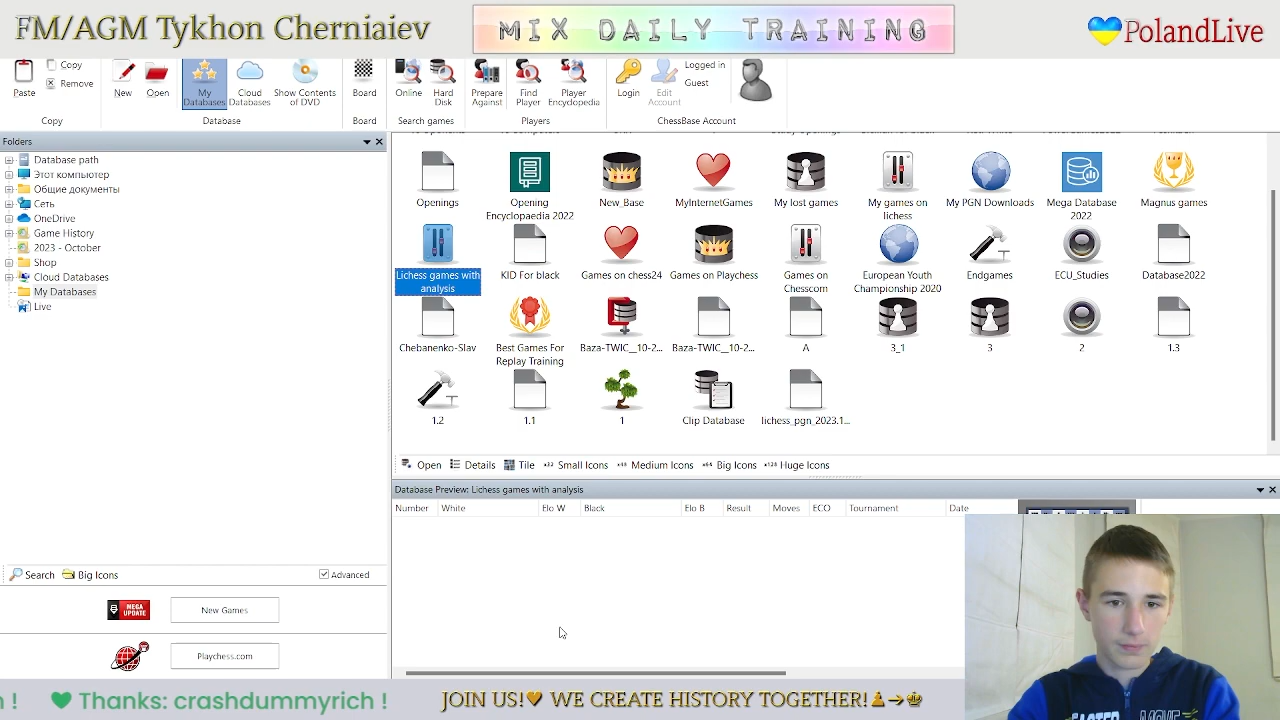 FM/AGM Tykhon Cherniaiev
MIX DAILY TRAINING
PolandLive
Paste
Copy
Remove
New
Open
My Databases
Cloud Databases
Show Contents of DVD
Board
Online
Hard Disk
Prepare Against
Find Player
Player Encyclopedia
Login
Edit Account
Logged in
Guest
Copy
Database
Board
Search games
Players
ChessBase Account
Folders
Database path
Этот компьютер
Общие документы
Сеть
OneDrive
Game History
2023 - October
Shop
Cloud Databases
My Databases
Live
Openings
Opening Encyclopaedia 2022
New_Base
MyInternetGames
My lost games
My games on lichess
My PGN Downloads
Mega Database 2022
Magnus games
Lichess games with analysis
KID For black
Games on chess24
Games on Playchess
Games on Chesscom
European Youth Championship 2020
Endgames
ECU_Studies
Database2022
Chebanenko-Slav
Best Games For Replay Training
Baza-TWIC__10-2...
Baza-TWIC__10-2...
A
3_1
3
2
1.3
1.2
1.1
1
Clip Database
lichess_pgn_2023.1...
Open
Details
Tile
x32 Small Icons
x48 Medium Icons
x64 Big Icons
x128 Huge Icons
Database Preview: Lichess games with analysis
Number White Elo W Black Elo B Result Moves ECO Tournament Date
Search
Big Icons
Advanced
MEGA UPDATE
New Games
Playchess.com
!
Thanks: crashdummyrich !
JOIN US! WE CREATE HISTORY TOGETHER!